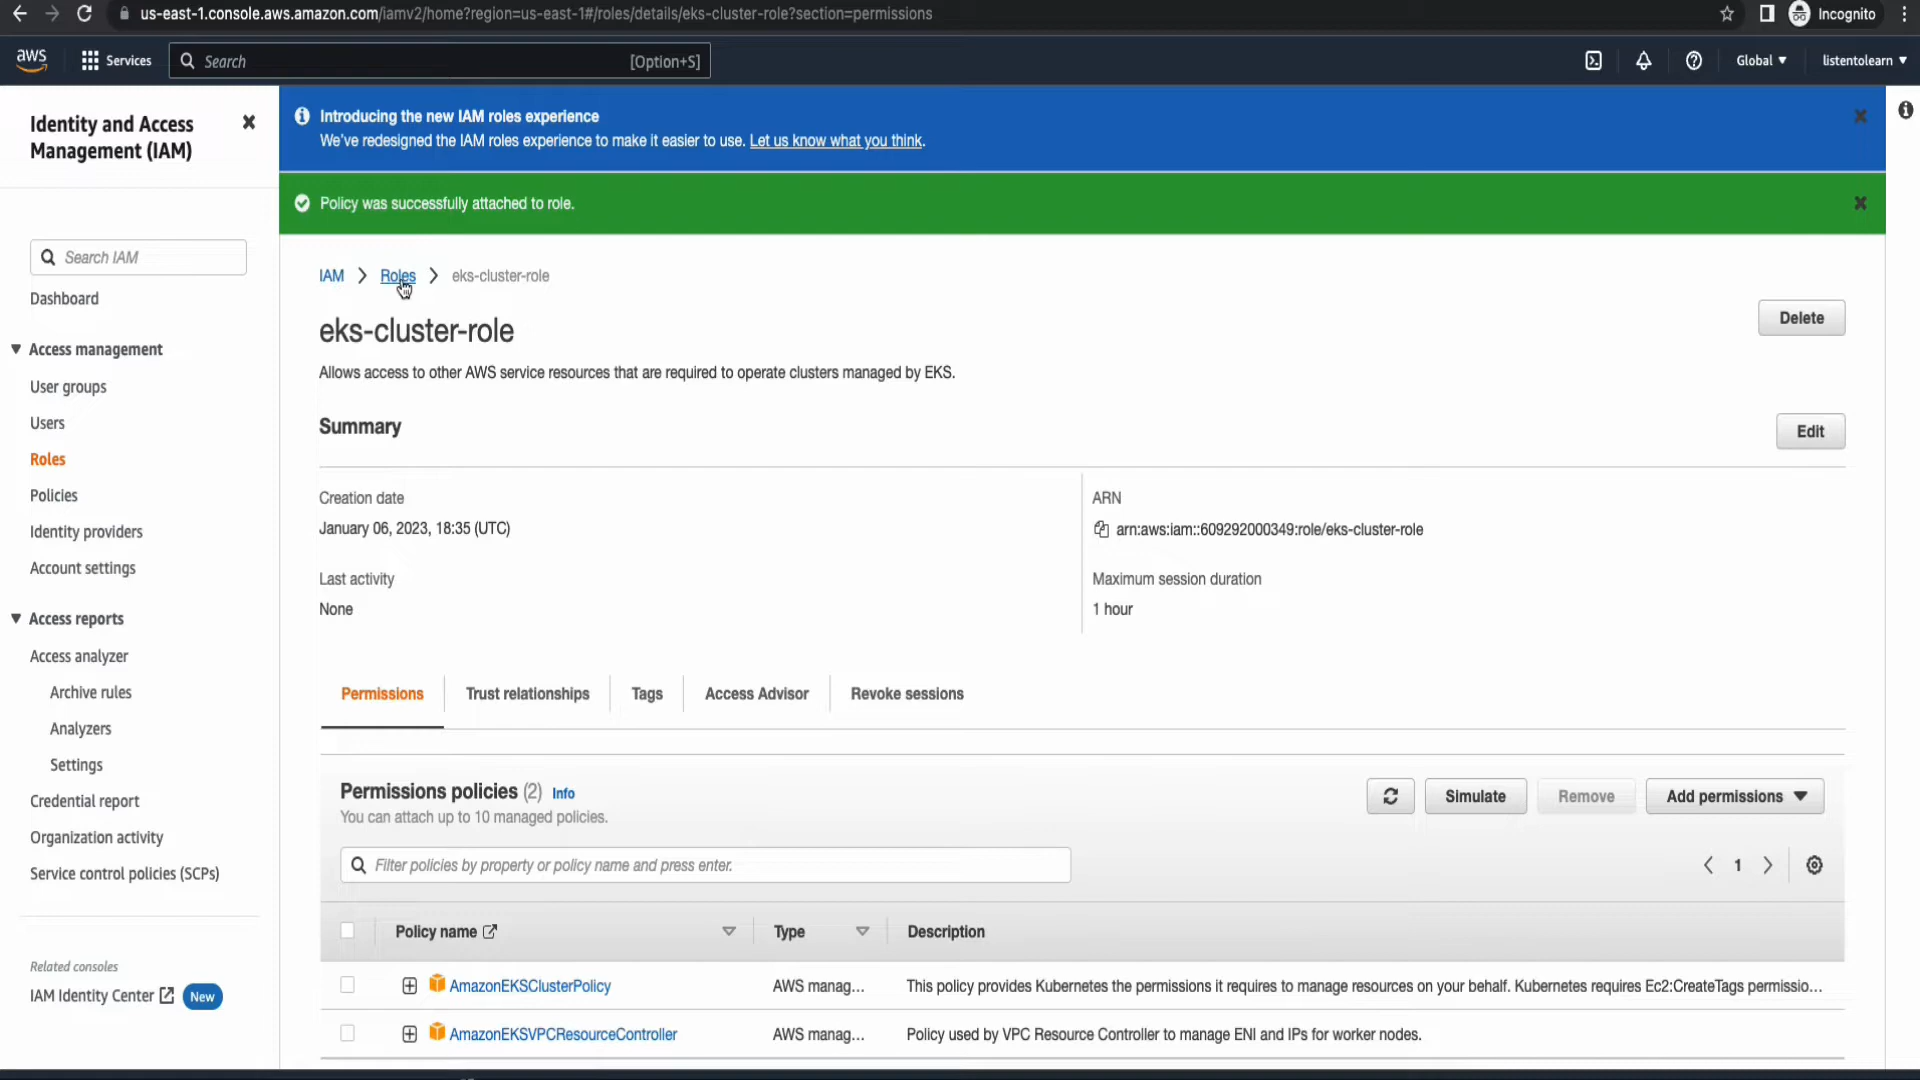 us-east-1.console.aws.amazon.com/iamv2/home?region=us-east-1#/roles/details/eks-cluster-role?section=permissions
Incognito
aws
Services
Search
[Option+S]
Global
listentolearn
Identity and Access
Management (IAM)
Search IAM
Dashboard
Access management
User groups
Users
Roles
Policies
Identity providers
Account settings
Access reports
Access analyzer
Archive rules
Analyzers
Settings
Credential report
Organization activity
Service control policies (SCPs)
Related consoles
IAM Identity Center
New
Introducing the new IAM roles experience
We've redesigned the IAM roles experience to make it easier to use. Let us know what you think.
Policy was successfully attached to role.
IAM > Roles > eks-cluster-role
eks-cluster-role
Delete
Allows access to other AWS service resources that are required to operate clusters managed by EKS.
Summary
Edit
Creation date
January 06, 2023, 18:35 (UTC)
ARN
arn:aws:iam::609292000349:role/eks-cluster-role
Last activity
None
Maximum session duration
1 hour
Permissions
Trust relationships
Tags
Access Advisor
Revoke sessions
Permissions policies (2) Info
You can attach up to 10 managed policies.
Simulate
Remove
Add permissions
Filter policies by property or policy name and press enter.
1
Policy name
Type
Description
AmazonEKSClusterPolicy
AWS manag...
This policy provides Kubernetes the permissions it requires to manage resources on your behalf. Kubernetes requires Ec2:CreateTags permissio...
AmazonEKSVPCResourceController
AWS manag...
Policy used by VPC Resource Controller to manage ENI and IPs for worker nodes.